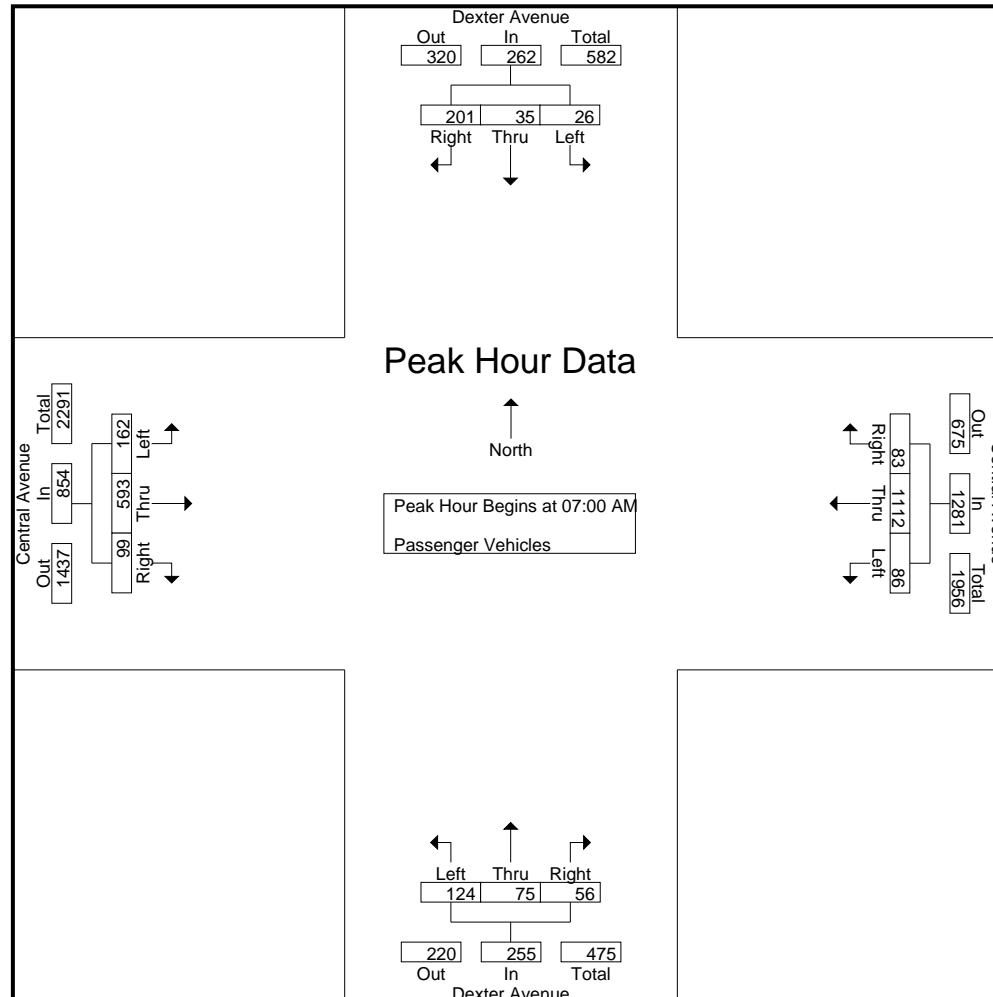 Dexter Avenue
Out In Total
320 262 582
201 35 26
Right Thru Left
Peak Hour Data
North
Peak Hour Begins at 07:00 AM
Passenger Vehicles
Central Avenue
Total In Out
2291 854 1437
162 593 99
Left Thru Right
Right Thru Left
83 1112 86
Out In Total
675 1281 1956
Left Thru Right
124 75 56
220 255 475
Out In Total
Dexter Avenue